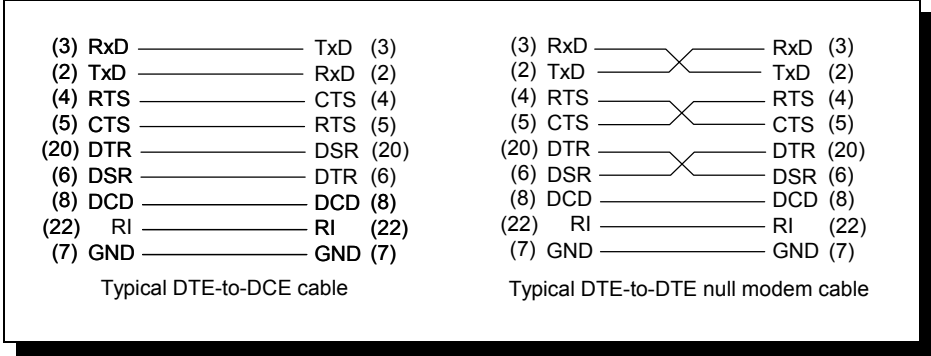 (3) RxD TxD (3)
(2) TxD RxD (2)
(4) RTS CTS (4)
(5) CTS RTS (5)
(20) DTR DSR (20)
(6) DSR DTR (6)
(8) DCD DCD (8)
(22) RI RI (22)
(7) GND GND (7)
Typical DTE-to-DCE cable
(3) RxD RxD (3)
(2) TxD TxD (2)
(4) RTS RTS (4)
(5) CTS CTS (5)
(20) DTR DTR (20)
(6) DSR DSR (6)
(8) DCD DCD (8)
(22) RI RI (22)
(7) GND GND (7)
Typical DTE-to-DTE null modem cable